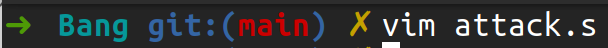 ➜ Bang git:(main) ✗ vim attack.s